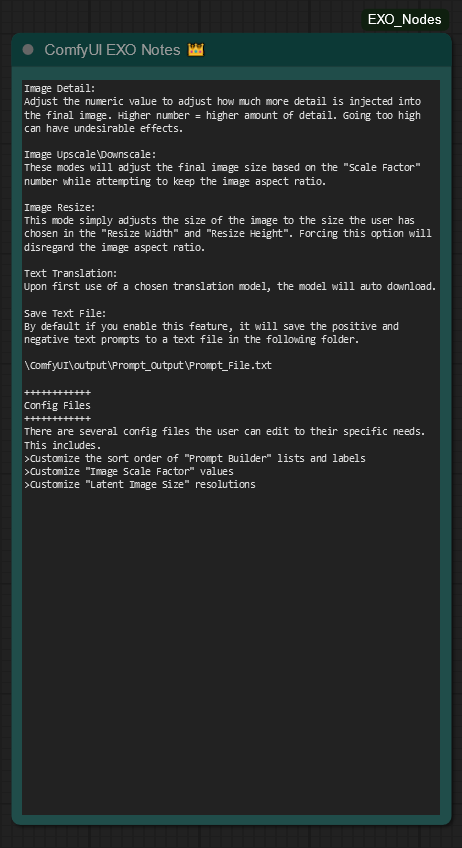 EXO_Nodes
ComfyUI EXO Notes 👑
Image Detail:
Adjust the numeric value to adjust how much more detail is injected into
the final image. Higher number = higher amount of detail. Going too high
can have undesirable effects.
Image Upscale\Downscale:
These modes will adjust the final image size based on the "Scale Factor"
number while attempting to keep the image aspect ratio.
Image Resize:
This mode simply adjusts the size of the image to the size the user has
chosen in the "Resize Width" and "Resize Height". Forcing this option will
disregard the image aspect ratio.
Text Translation:
Upon first use of a chosen translation model, the model will auto download.
Save Text File:
By default if you enable this feature, it will save the positive and
negative text prompts to a text file in the following folder.
\ComfyUI\output\Prompt_Output\Prompt_File.txt
++++++++++++
Config Files
++++++++++++
There are several config files the user can edit to their specific needs.
This includes.
>Customize the sort order of "Prompt Builder" lists and labels
>Customize "Image Scale Factor" values
>Customize "Latent Image Size" resolutions